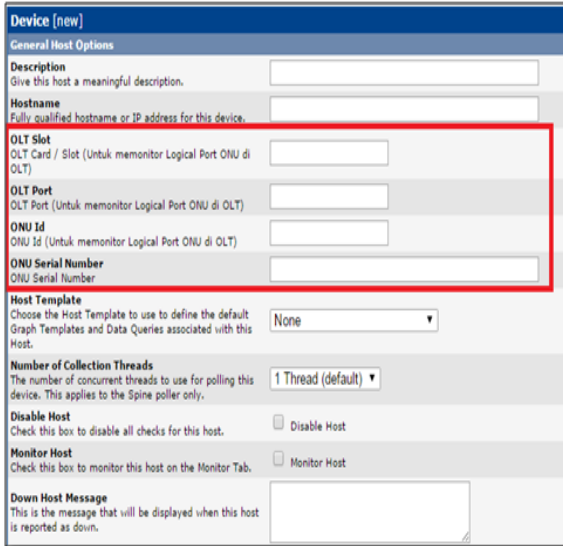 Device [new]
General Host Options
Description
Give this host a meaningful description.
Hostname
Fully qualified hostname or IP address for this device.
OLT Slot
OLT Card / Slot (Untuk memonitor Logical Port ONU di
OLT)
OLT Port
OLT Port (Untuk memonitor Logical Port ONU di OLT)
ONU Id
ONU Id (Untuk memonitor Logical Port ONU di OLT)
ONU Serial Number
ONU Serial Number
Host Template
Choose the Host Template to use to define the default
Graph Templates and Data Queries associated with this
Host.
None
Number of Collection Threads
The number of concurrent threads to use for polling this
device. This applies to the Spine poller only.
1 Thread (default)
Disable Host
Check this box to disable all checks for this host.
Disable Host
Monitor Host
Check this box to monitor this host on the Monitor Tab.
Monitor Host
Down Host Message
This is the message that will be displayed when this host
is reported as down.